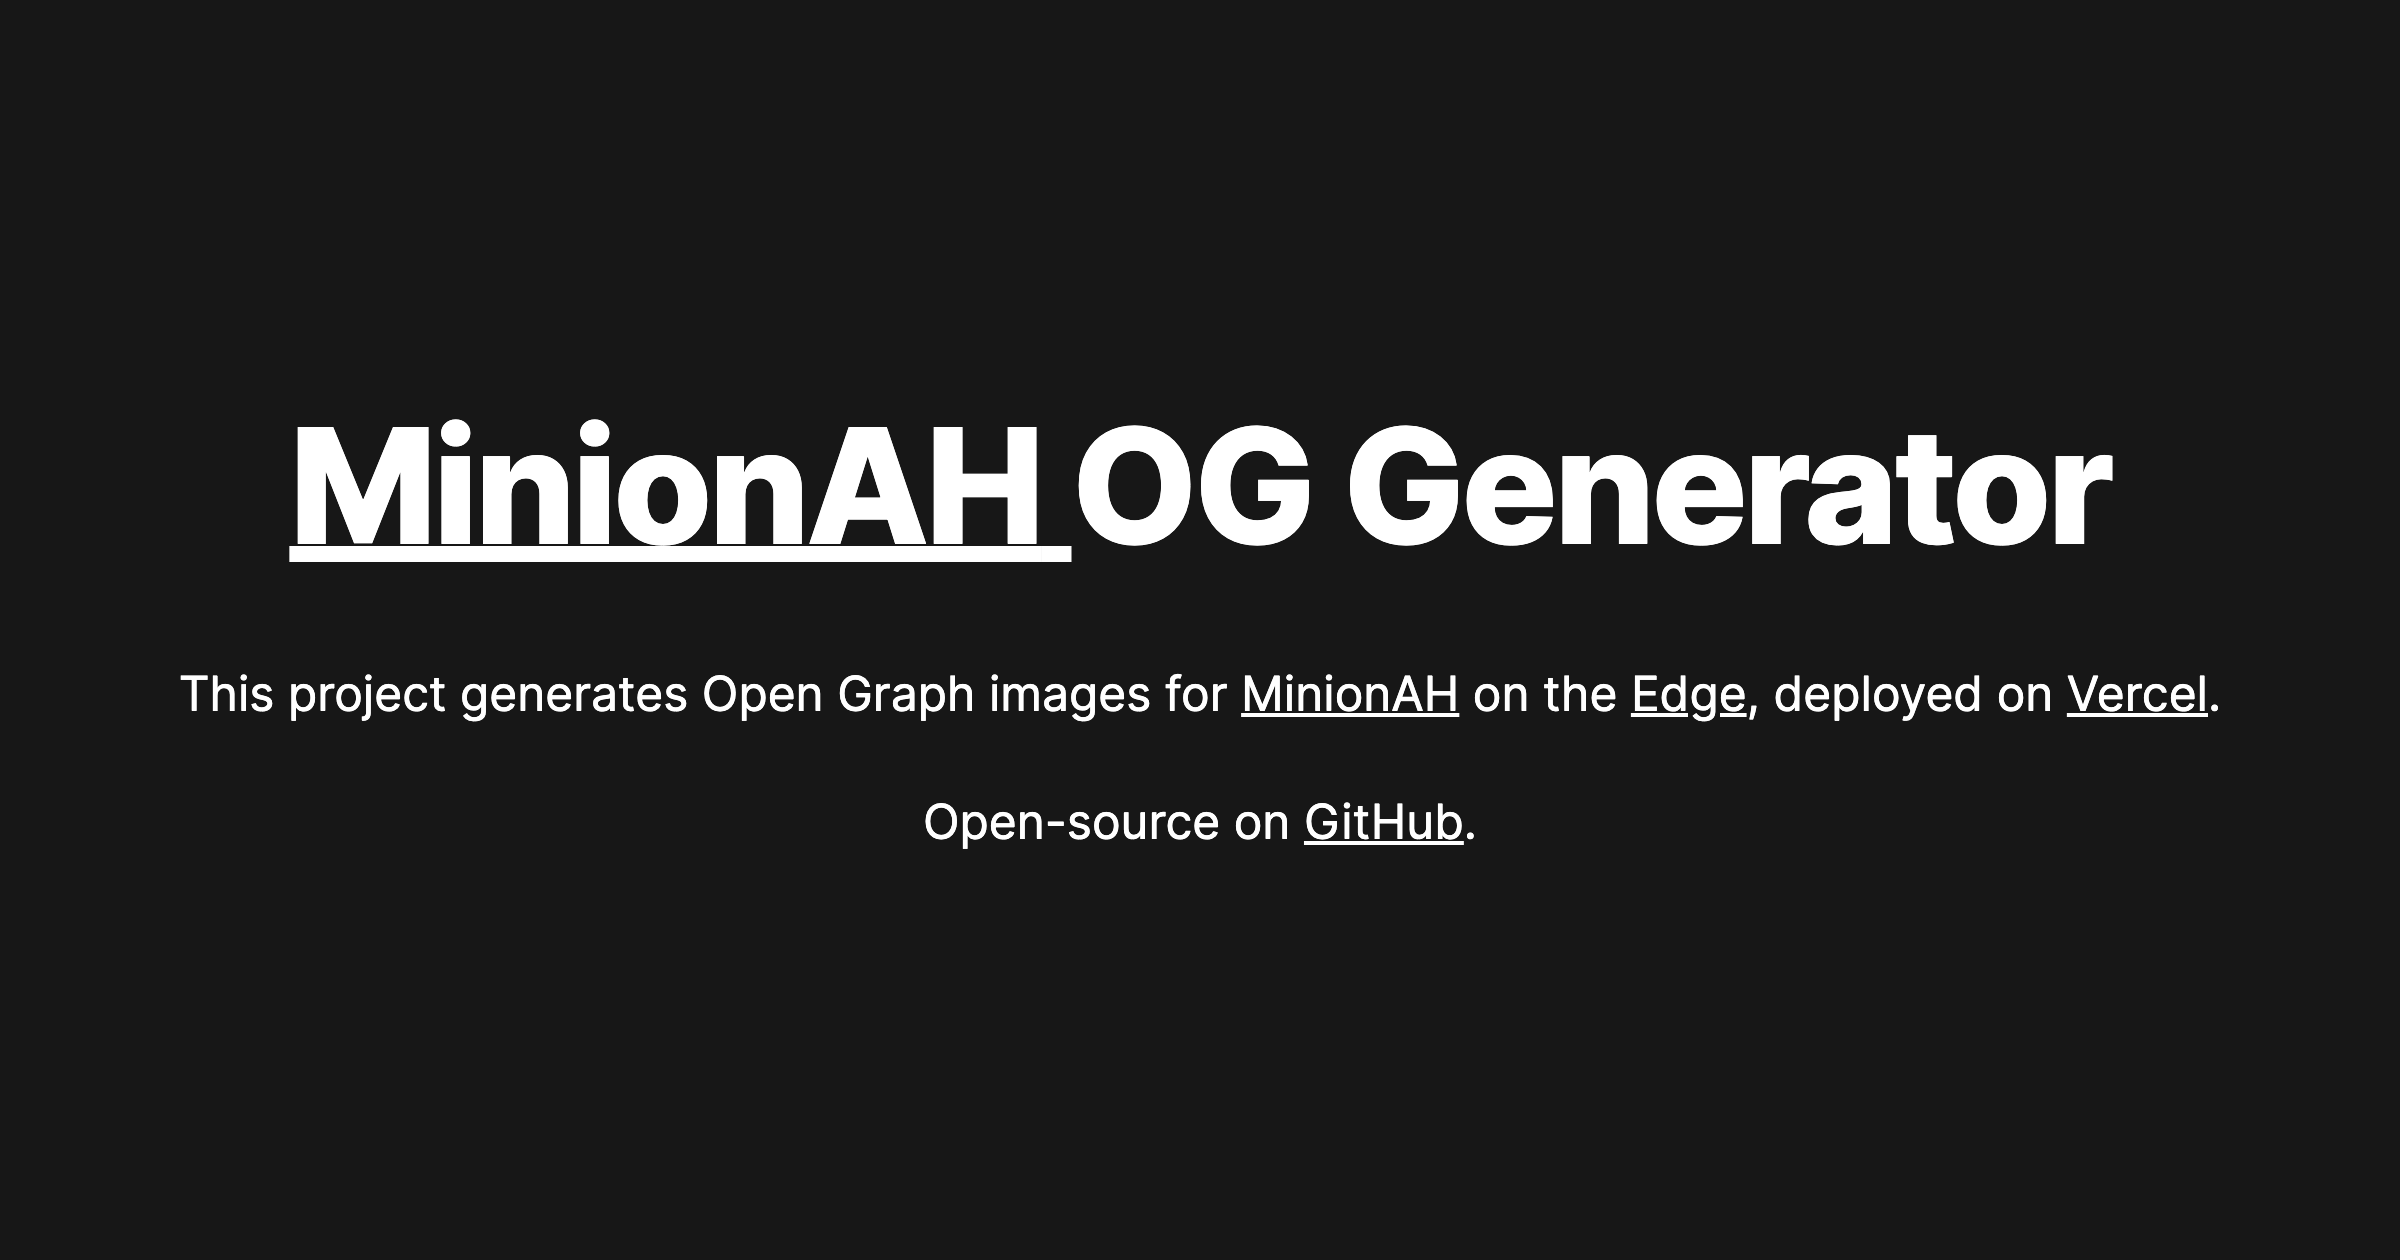 MinionAH OG Generator
This project generates Open Graph images for MinionAH on the Edge, deployed on Vercel.
Open-source on GitHub.